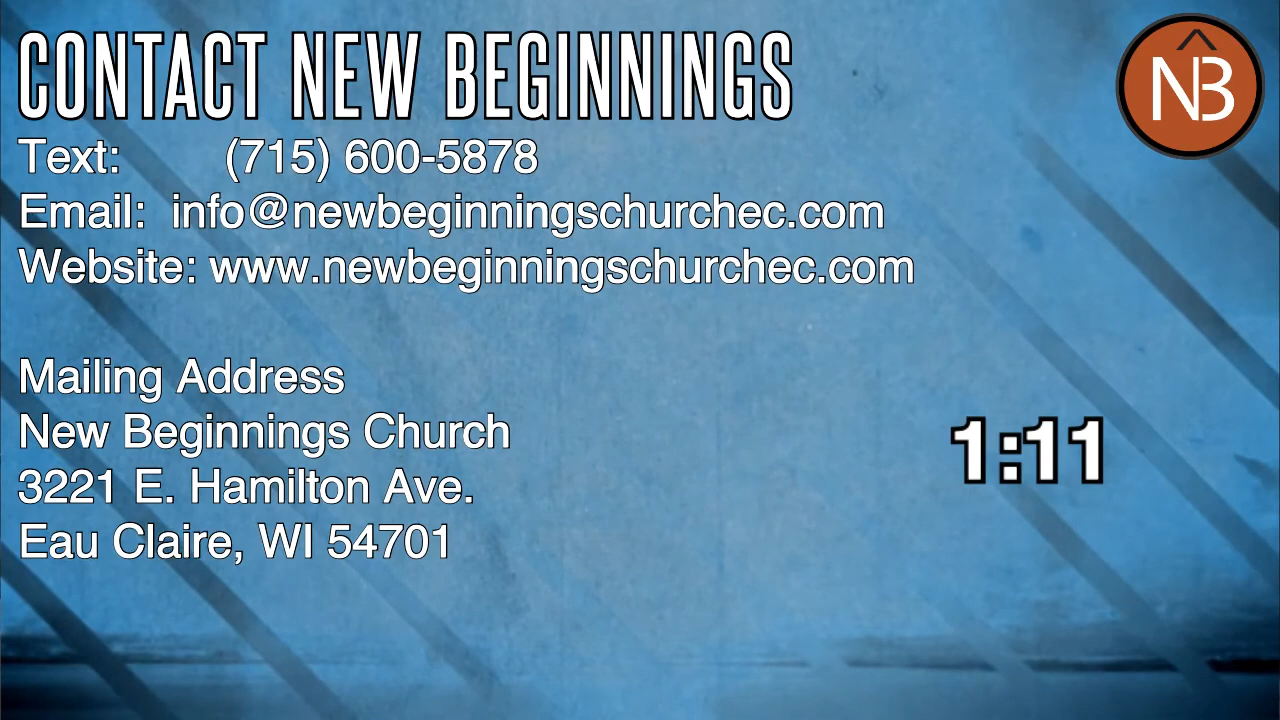 CONTACT NEW BEGINNINGS
NB
Text: (715) 600-5878
Email: info@newbeginningschurchec.com
Website: www.newbeginningschurchec.com
Mailing Address
New Beginnings Church
3221 E. Hamilton Ave.
Eau Claire, WI 54701
1:11